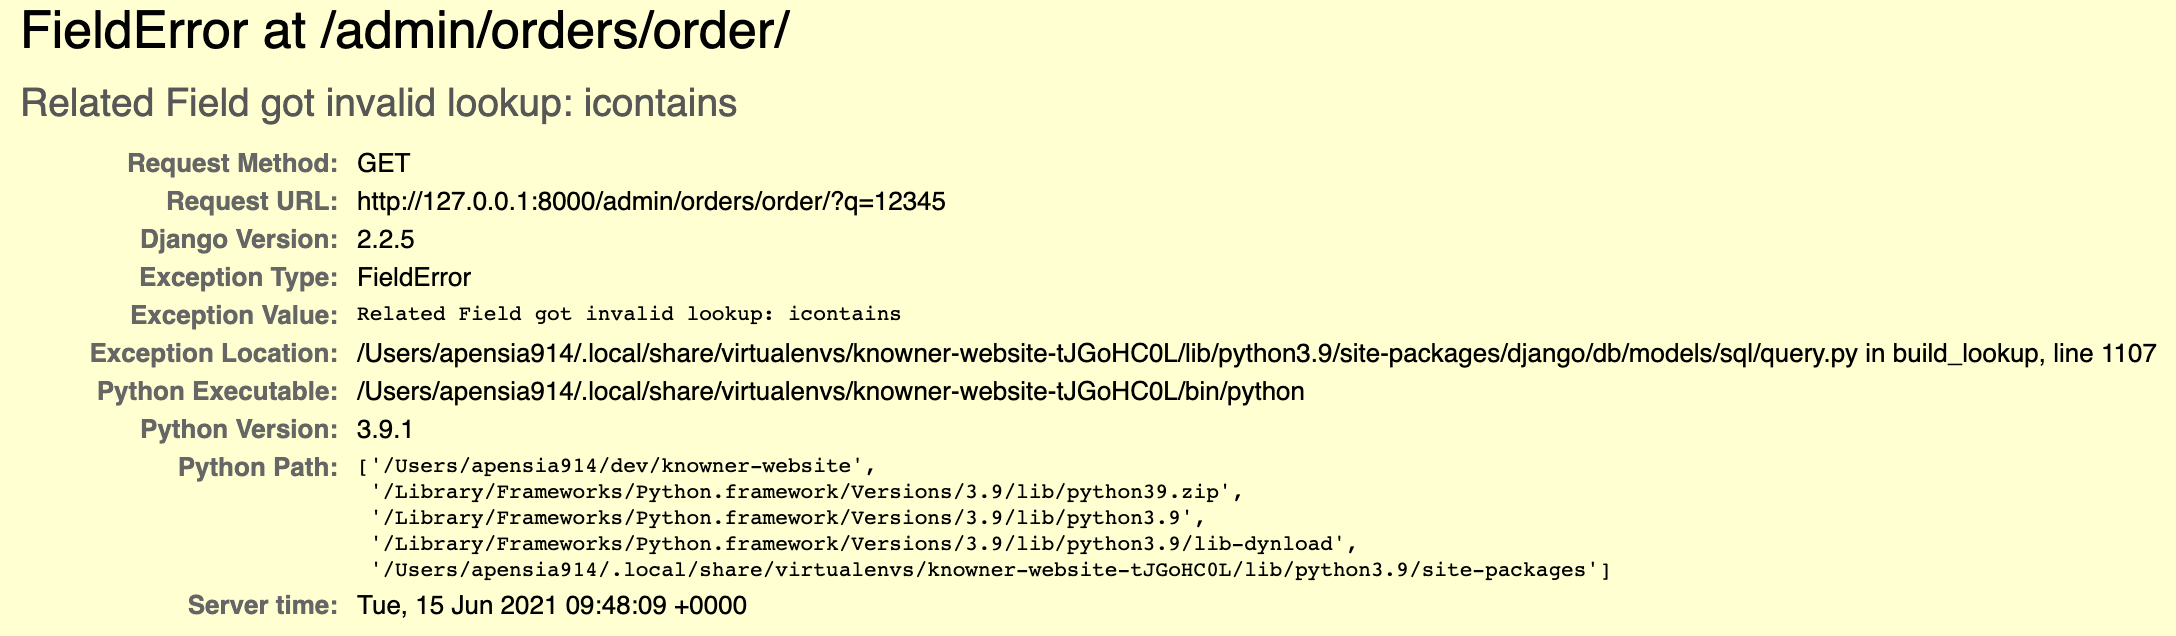 FieldError at /admin/orders/order/
Related Field got invalid lookup: icontains
Request Method: GET
Request URL: http://127.0.0.1:8000/admin/orders/order/?q=12345
Django Version: 2.2.5
Exception Type: FieldError
Exception Value: Related Field got invalid lookup: icontains
Exception Location: /Users/apensia914/.local/share/virtualenvs/knowner-website-tJGoHC0L/lib/python3.9/site-packages/django/db/models/sql/query.py in build_lookup, line 1107
Python Executable: /Users/apensia914/.local/share/virtualenvs/knowner-website-tJGoHC0L/bin/python
Python Version: 3.9.1
Python Path: ['/Users/apensia914/dev/knowner-website',
'/Library/Frameworks/Python.framework/Versions/3.9/lib/python39.zip',
'/Library/Frameworks/Python.framework/Versions/3.9/lib/python3.9',
'/Library/Frameworks/Python.framework/Versions/3.9/lib/python3.9/lib-dynload',
'/Users/apensia914/.local/share/virtualenvs/knowner-website-tJGoHC0L/lib/python3.9/site-packages']
Server time: Tue, 15 Jun 2021 09:48:09 +0000